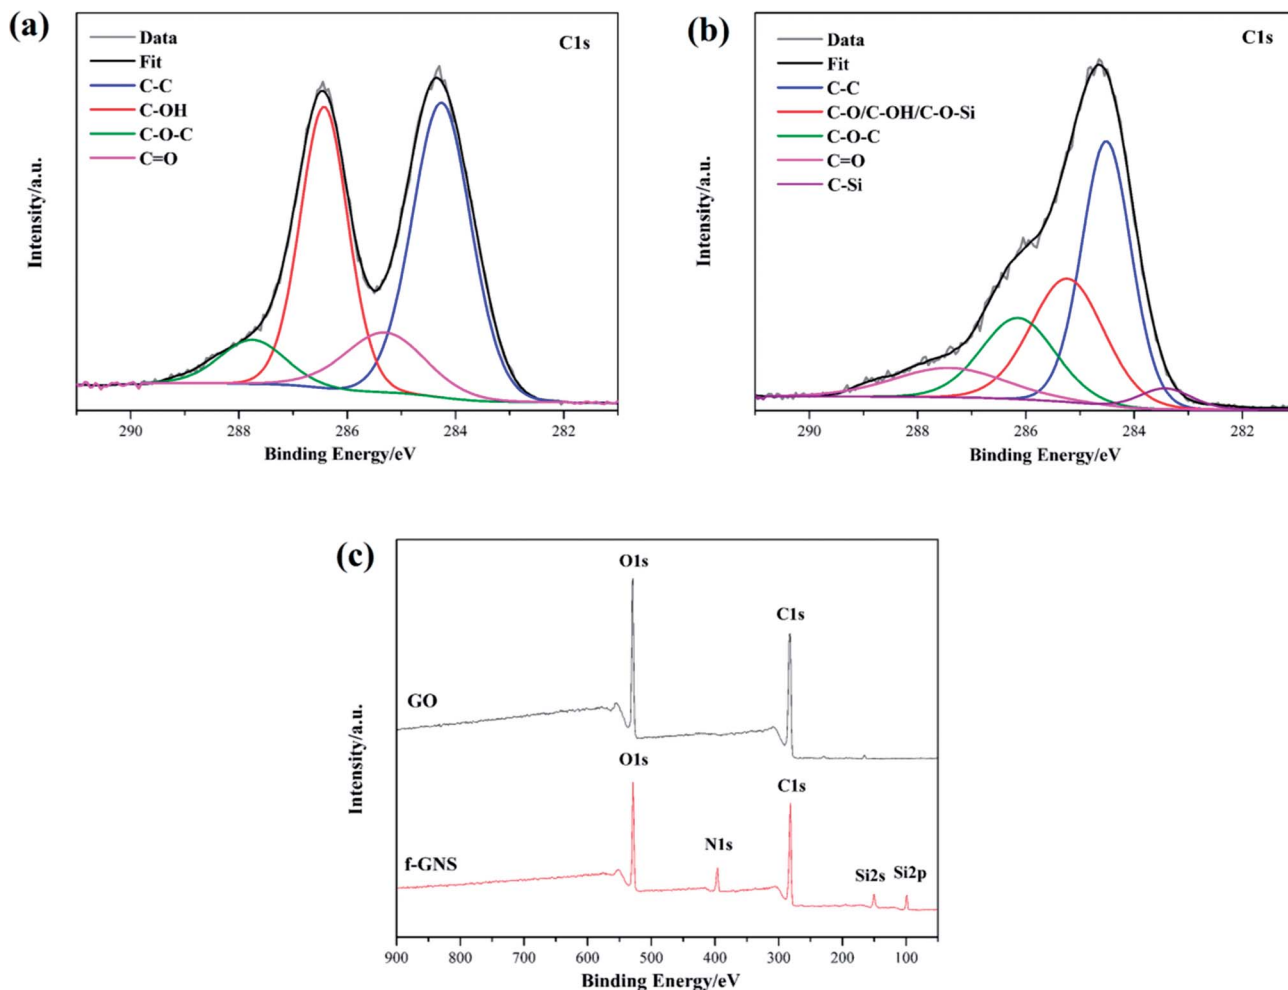 (a)
C1s
Data
Fit
C-C
C-OH
C-O-C
C=O
Intensity/a.u.
290 288 286 284 282
Binding Energy/eV
(b)
C1s
Data
Fit
C-C
C-O/C-OH/C-O-Si
C-O-C
C=O
C-Si
Intensity/a.u.
290 288 286 284 282
Binding Energy/eV
(c)
O1s
C1s
GO
O1s
C1s
N1s
f-GNS
Si2s Si2p
Intensity/a.u.
900 800 700 600 500 400 300 200 100
Binding Energy/eV